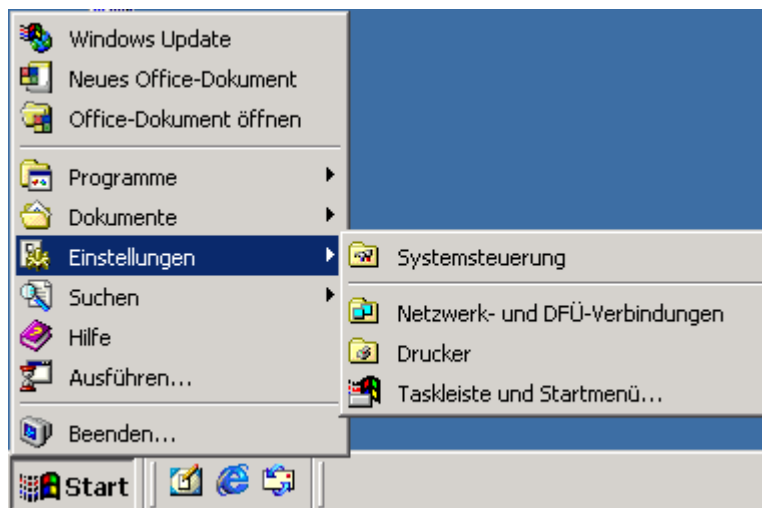 Windows Update
Neues Office-Dokument
Office-Dokument öffnen
Programme
Dokumente
Einstellungen
Suchen
Hilfe
Ausführen...
Beenden...
Systemsteuerung
Netzwerk- und DFÜ-Verbindungen
Drucker
Taskleiste und Startmenü...
Start